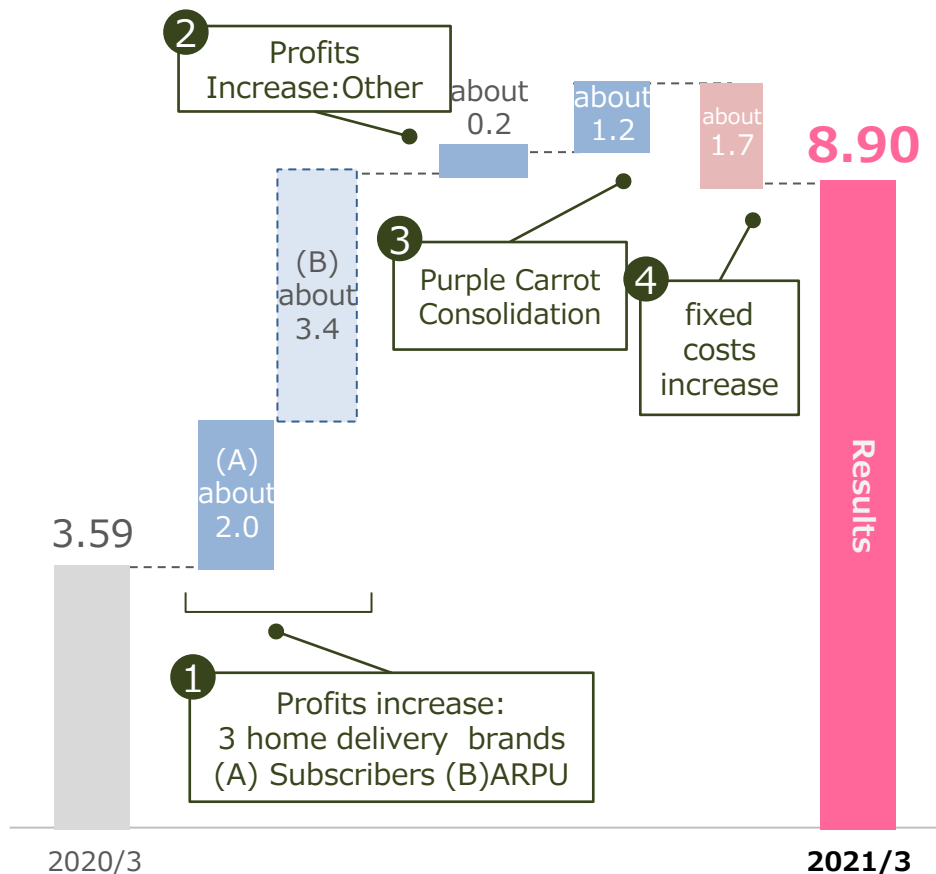 2
Profits
Increase:Other
about
0.2
about
1.2
about
1.7
8.90
(B)
about
3.4
3
Purple Carrot
Consolidation
4
fixed
costs
increase
(A)
about
2.0
3.59
Results
1
Profits increase:
3 home delivery brands
(A) Subscribers (B)ARPU
2020/3
2021/3